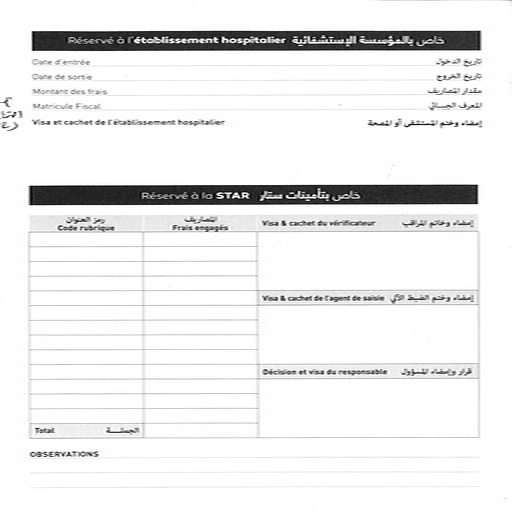 Réservé à l'établissement hospitalier خاص بالمؤسسة الإستشفائية
Date d'entrée تاريخ الدخول
Date de sortie تاريخ الخروج
Montant des frais مقدار المصاريف
Matricule Fiscal المعرف الجبائي
Visa et cachet de l'établissement hospitalier إمضاء وختم المستشفى أو المصحة
Réservé à la STAR خاص بتأمينات ستار
رمز العنوان المصاريف
Code rubrique Frais engagés
Visa & cachet du vérificateur إمضاء وخاتم المراقب
Visa & cachet de l'agent de saisie إمضاء وختم الضبط الآلي
Décision et visa du responsable قرار وإمضاء المسؤول
Total الجملــــة
OBSERVATIONS